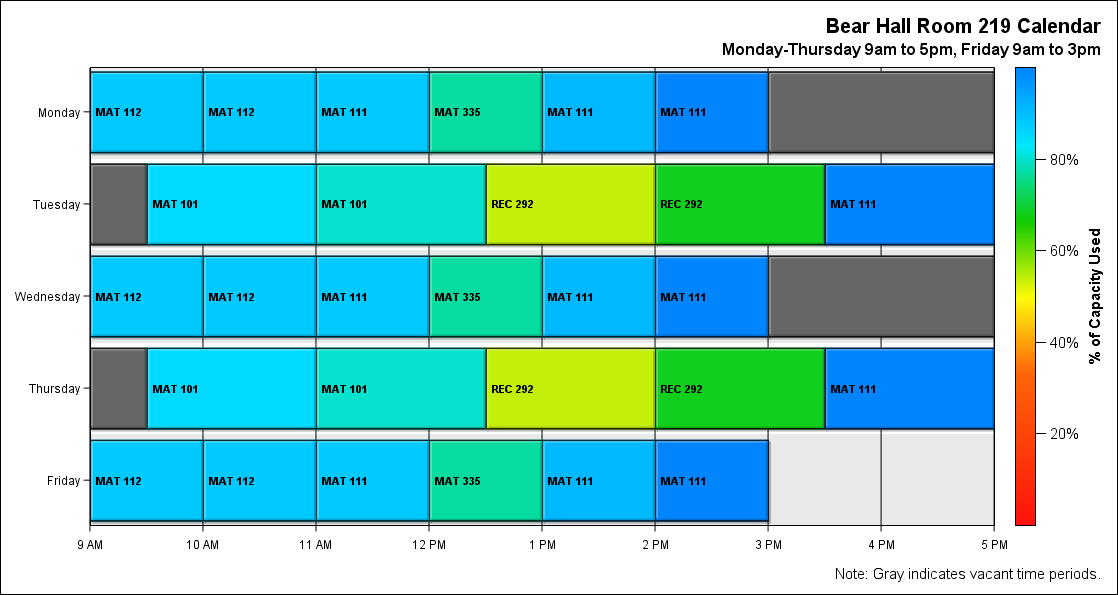 Bear Hall Room 219 Calendar
Monday-Thursday 9am to 5pm, Friday 9am to 3pm
Monday MAT 112 MAT 112 MAT 111 MAT 335 MAT 111 MAT 111
Tuesday MAT 101 MAT 101 REC 292 REC 292 MAT 111
Wednesday MAT 112 MAT 112 MAT 111 MAT 335 MAT 111 MAT 111
Thursday MAT 101 MAT 101 REC 292 REC 292 MAT 111
Friday MAT 112 MAT 112 MAT 111 MAT 335 MAT 111 MAT 111
9 AM 10 AM 11 AM 12 PM 1 PM 2 PM 3 PM 4 PM 5 PM
80%
60%
40%
20%
% of Capacity Used
Note: Gray indicates vacant time periods.